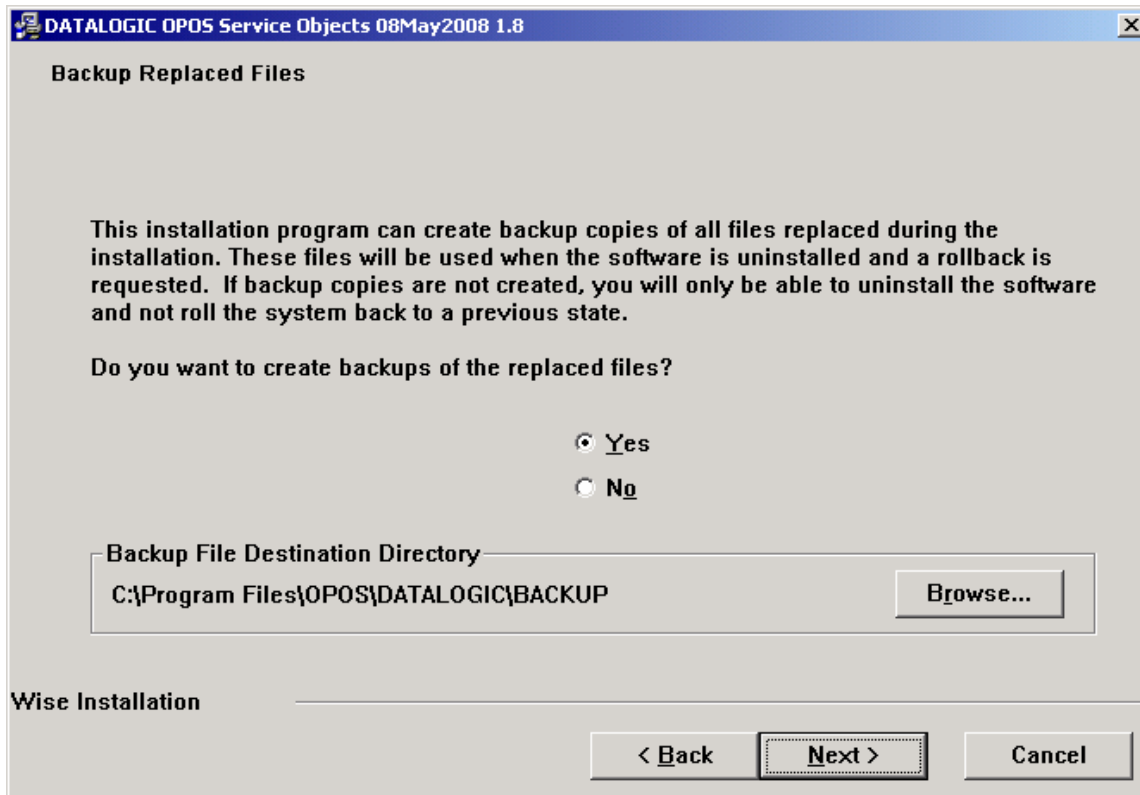 DATALOGIC OPOS Service Objects 08May2008 1.8
Backup Replaced Files
This installation program can create backup copies of all files replaced during the
installation. These files will be used when the software is uninstalled and a rollback is
requested.  If backup copies are not created, you will only be able to uninstall the software
and not roll the system back to a previous state.
Do you want to create backups of the replaced files?
Yes
No
Backup File Destination Directory
C:\Program Files\OPOS\DATALOGIC\BACKUP
Browse...
Wise Installation
< Back
Next >
Cancel